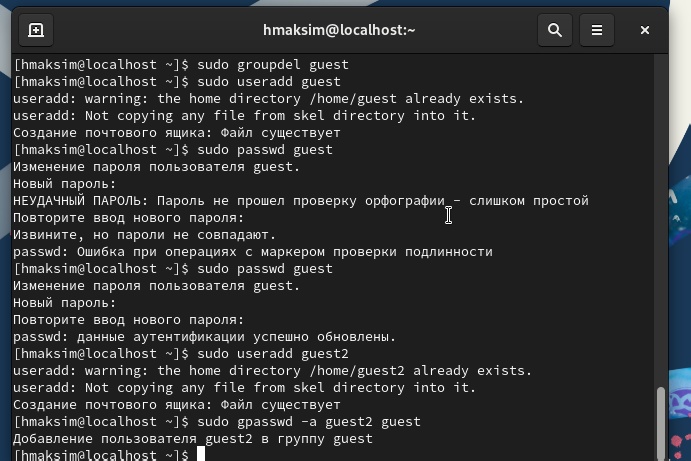 hmaksim@localhost:~
[hmaksim@localhost ~]$ sudo groupdel guest
[hmaksim@localhost ~]$ sudo useradd guest
useradd: warning: the home directory /home/guest already exists.
useradd: Not copying any file from skel directory into it.
Создание почтового ящика: Файл существует
[hmaksim@localhost ~]$ sudo passwd guest
Изменение пароля пользователя guest.
Новый пароль:
НЕУДАЧНЫЙ ПАРОЛЬ: Пароль не прошел проверку орфографии - слишком простой
Повторите ввод нового пароля:
Извините, но пароли не совпадают.
passwd: Ошибка при операциях с маркером проверки подлинности
[hmaksim@localhost ~]$ sudo passwd guest
Изменение пароля пользователя guest.
Новый пароль:
Повторите ввод нового пароля:
passwd: данные аутентификации успешно обновлены.
[hmaksim@localhost ~]$ sudo useradd guest2
useradd: warning: the home directory /home/guest2 already exists.
useradd: Not copying any file from skel directory into it.
Создание почтового ящика: Файл существует
[hmaksim@localhost ~]$ sudo gpasswd -a guest2 guest
Добавление пользователя guest2 в группу guest
[hmaksim@localhost ~]$